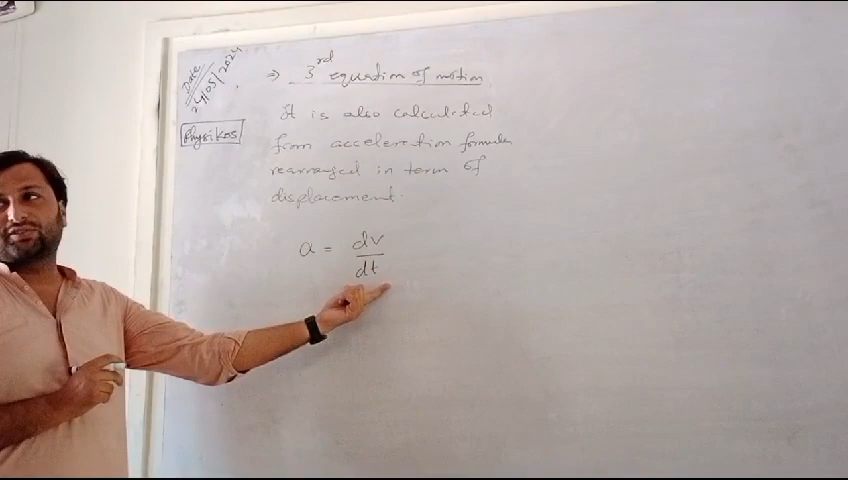 Date
24/05/2024
Physikos
⇒ 3rd equation of motion
It is also calculated
from acceleration formula
rearranged in term of
displacement.
a = dv/dt